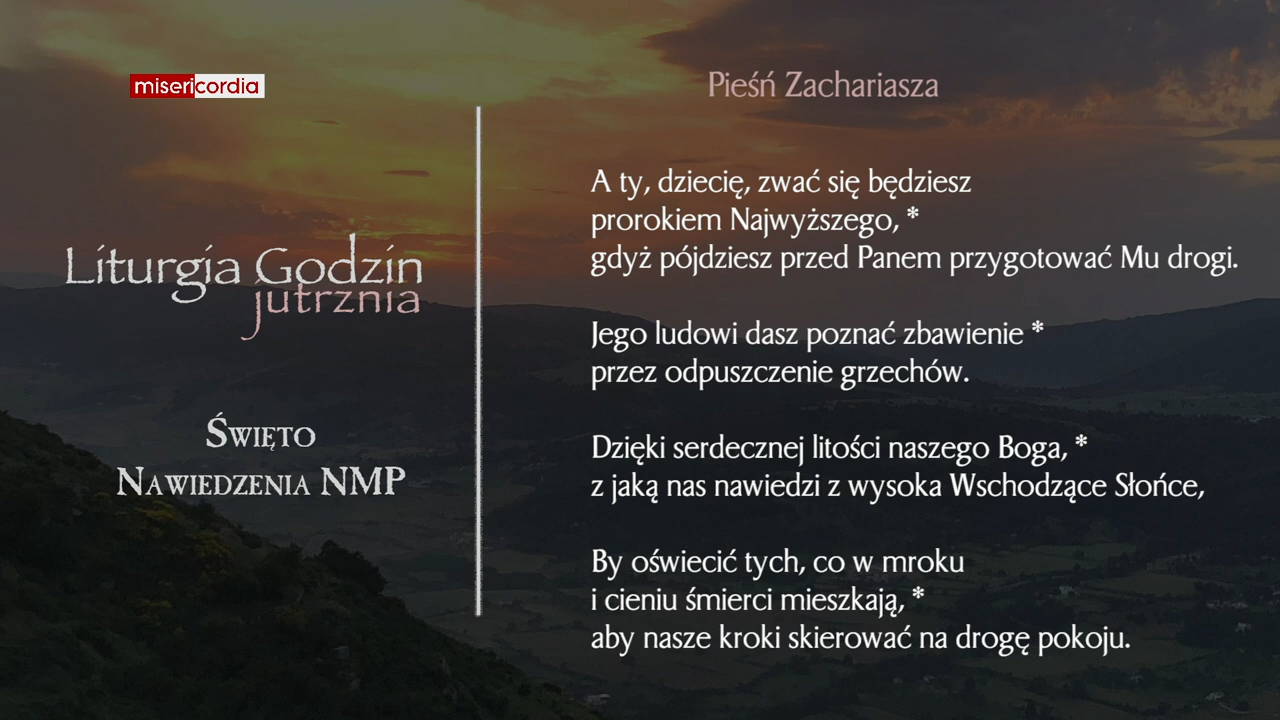 misericordia
Liturgia Godzin
jutrznia
Święto
Nawiedzenia NMP
Pieśń Zachariasza
A ty, dziecię, zwać się będziesz
prorokiem Najwyższego, *
gdyż pójdziesz przed Panem przygotować Mu drogi.
Jego ludowi dasz poznać zbawienie *
przez odpuszczenie grzechów.
Dzięki serdecznej litości naszego Boga, *
z jaką nas nawiedzi z wysoka Wschodzące Słońce,
By oświecić tych, co w mroku
i cieniu śmierci mieszkają, *
aby nasze kroki skierować na drogę pokoju.